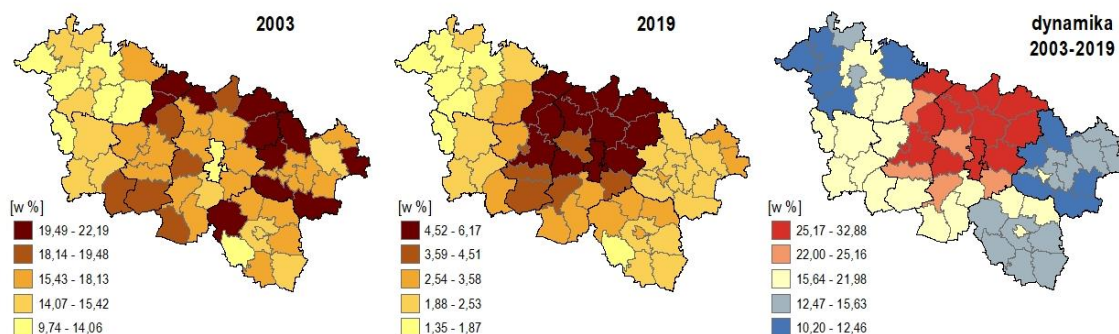 2003
[w %]
19,49 - 22,19
18,14 - 19,48
15,43 - 18,13
14,07 - 15,42
9,74 - 14,06
2019
[w %]
4,52 - 6,17
3,59 - 4,51
2,54 - 3,58
1,88 - 2,53
1,35 - 1,87
dynamika
2003-2019
[w %]
25,17 - 32,88
22,00 - 25,16
15,64 - 21,98
12,47 - 15,63
10,20 - 12,46